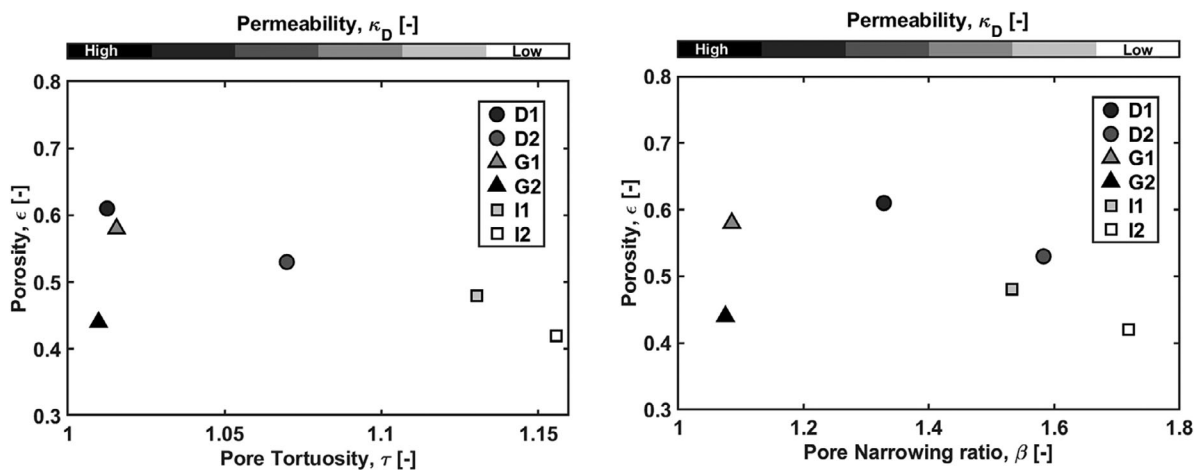 Permeability, κD [-]
High Low
0.8
0.7
0.6
0.5
0.4
0.3
Porosity, ϵ [-]
D1
D2
G1
G2
I1
I2
1 1.05 1.1 1.15
Pore Tortuosity, τ [-]
Permeability, κD [-]
High Low
0.8
0.7
0.6
0.5
0.4
0.3
Porosity, ϵ [-]
D1
D2
G1
G2
I1
I2
1 1.2 1.4 1.6 1.8
Pore Narrowing ratio, β [-]